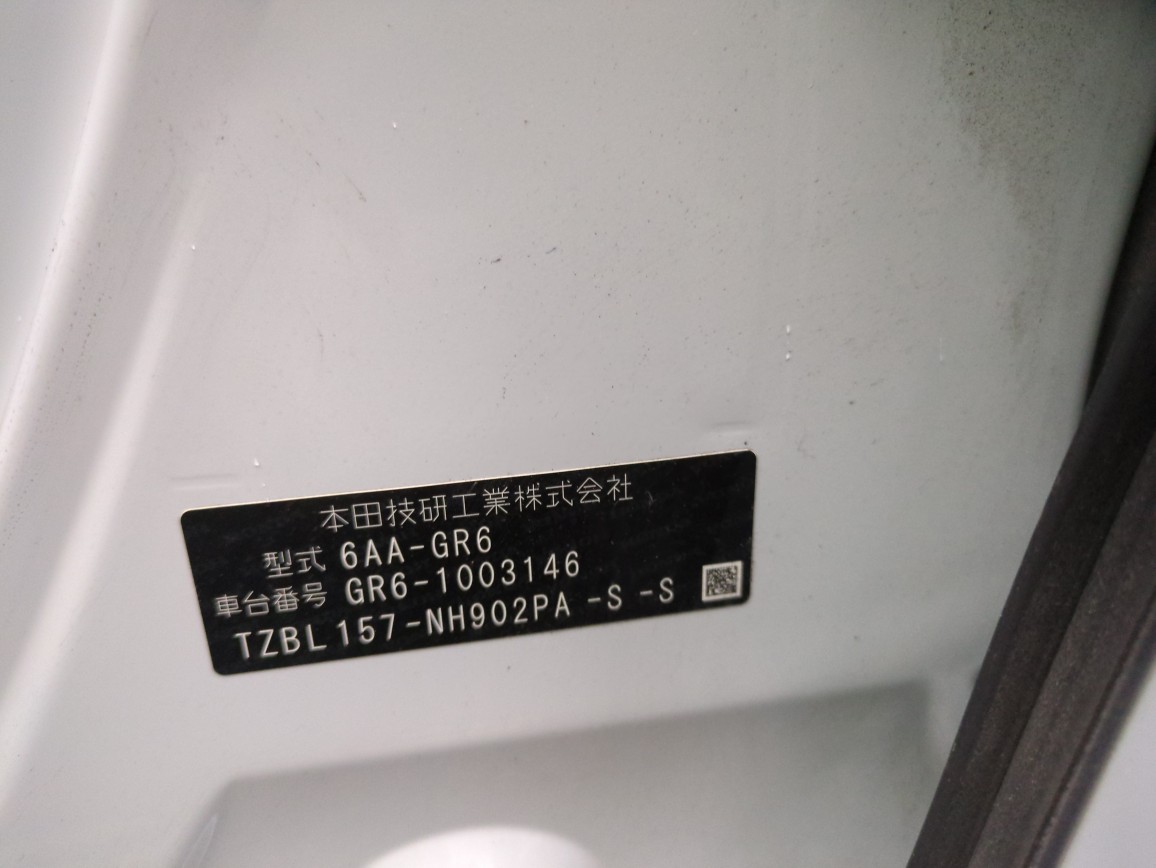 本田技研工業株式会社
型式 6AA-GR6
車台番号 GR6-1003146
TZBL157-NH902PA -S -S